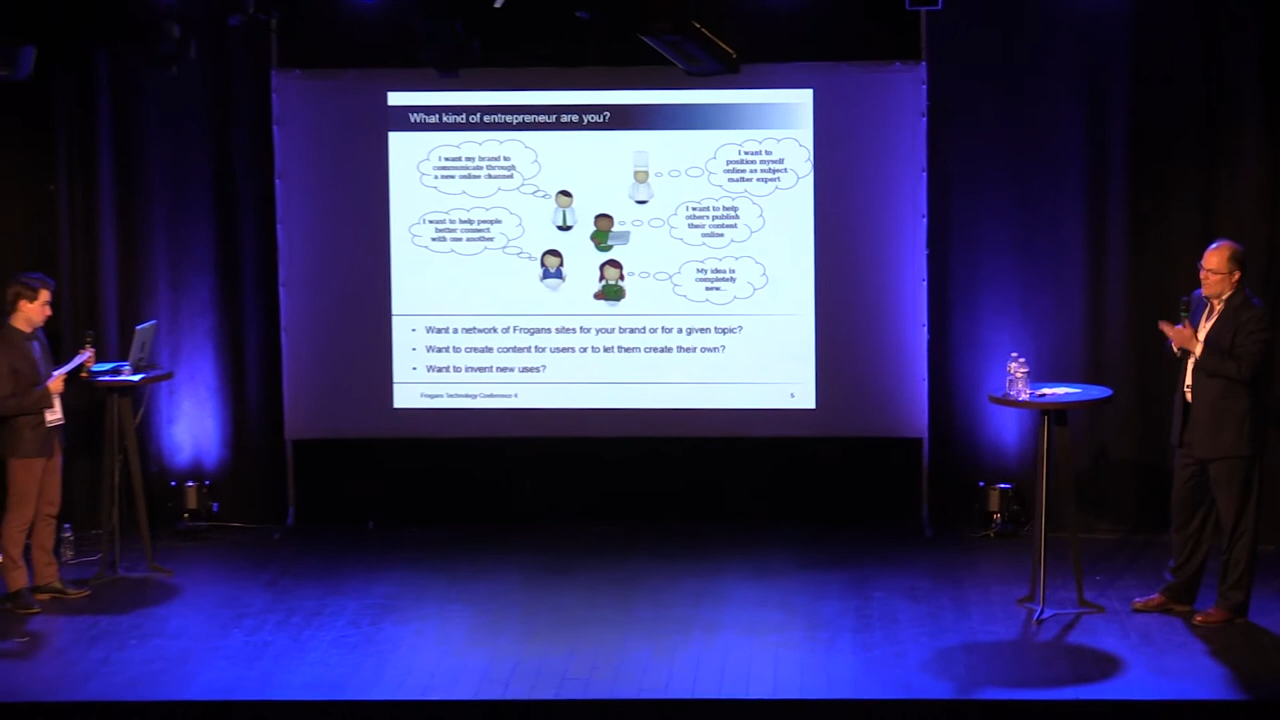 What kind of entrepreneur are you?
I want my brand to
communicate through
a new online channel
I want to
position myself
online as subject
matter expert
I want to help people
better connect
with one another
I want to help
others publish
their content
online
My idea is
completely
new...
• Want a network of Frogans sites for your brand or for a given topic?
• Want to create content for users or to let them create their own?
• Want to invent new uses?
Frogans Technology Conference 4
5